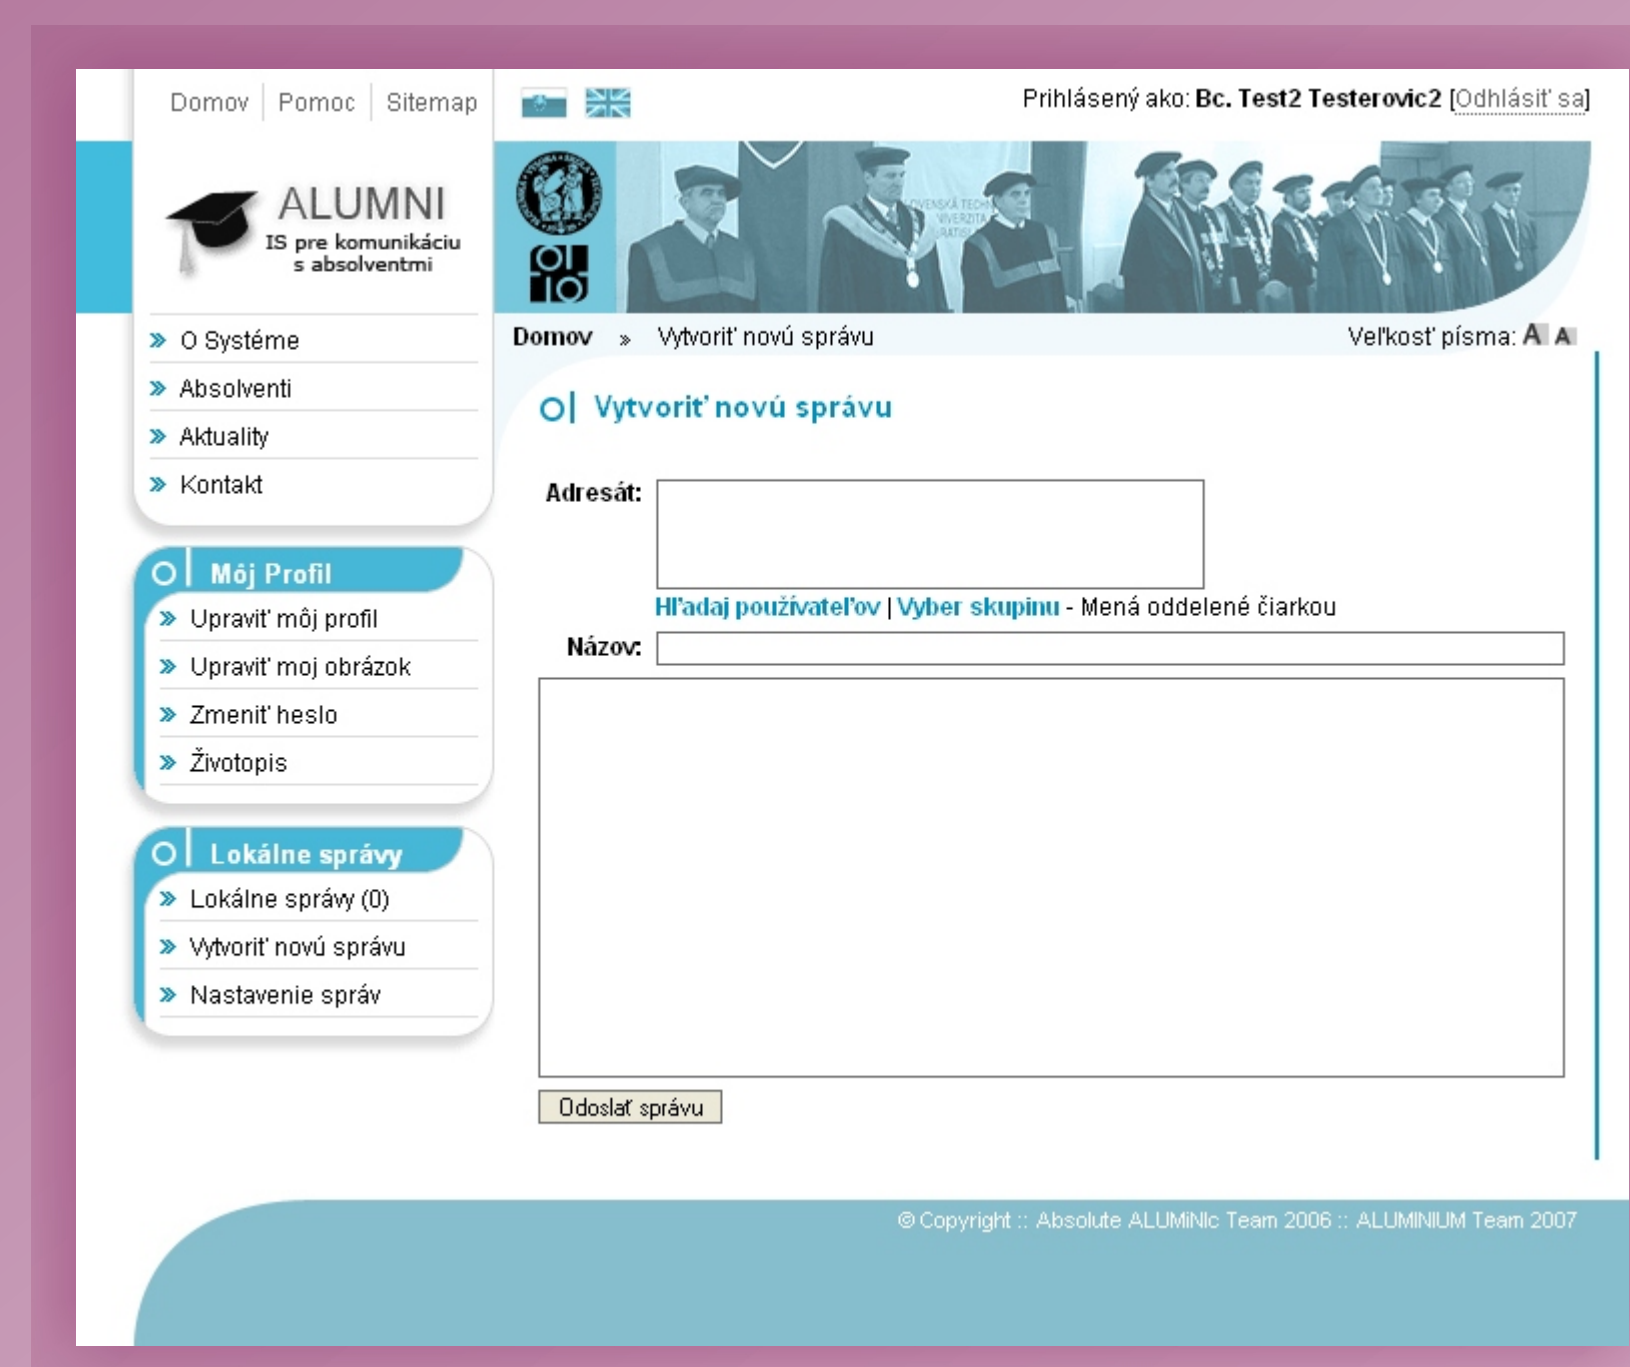 Domov Pomoc Sitemap
Prihlásený ako: Bc. Test2 Testerovic2 [Odhlásiť sa]
ALUMNI
IS pre komunikáciu
s absolventmi
O Systéme
Absolventi
Aktuality
Kontakt
Môj Profil
Upraviť môj profil
Upraviť moj obrázok
Zmeniť heslo
Životopis
Lokálne správy
Lokálne správy (0)
Vytvoriť novú správu
Nastavenie správ
Domov » Vytvoriť novú správu
Veľkosť písma: A A
Vytvoriť novú správu
Adresát:
Hľadaj používateľov | Vyber skupinu - Mená oddelené čiarkou
Názov:
Odoslať správu
© Copyright :: Absolute ALUMiNIc Team 2006 :: ALUMINIUM Team 2007